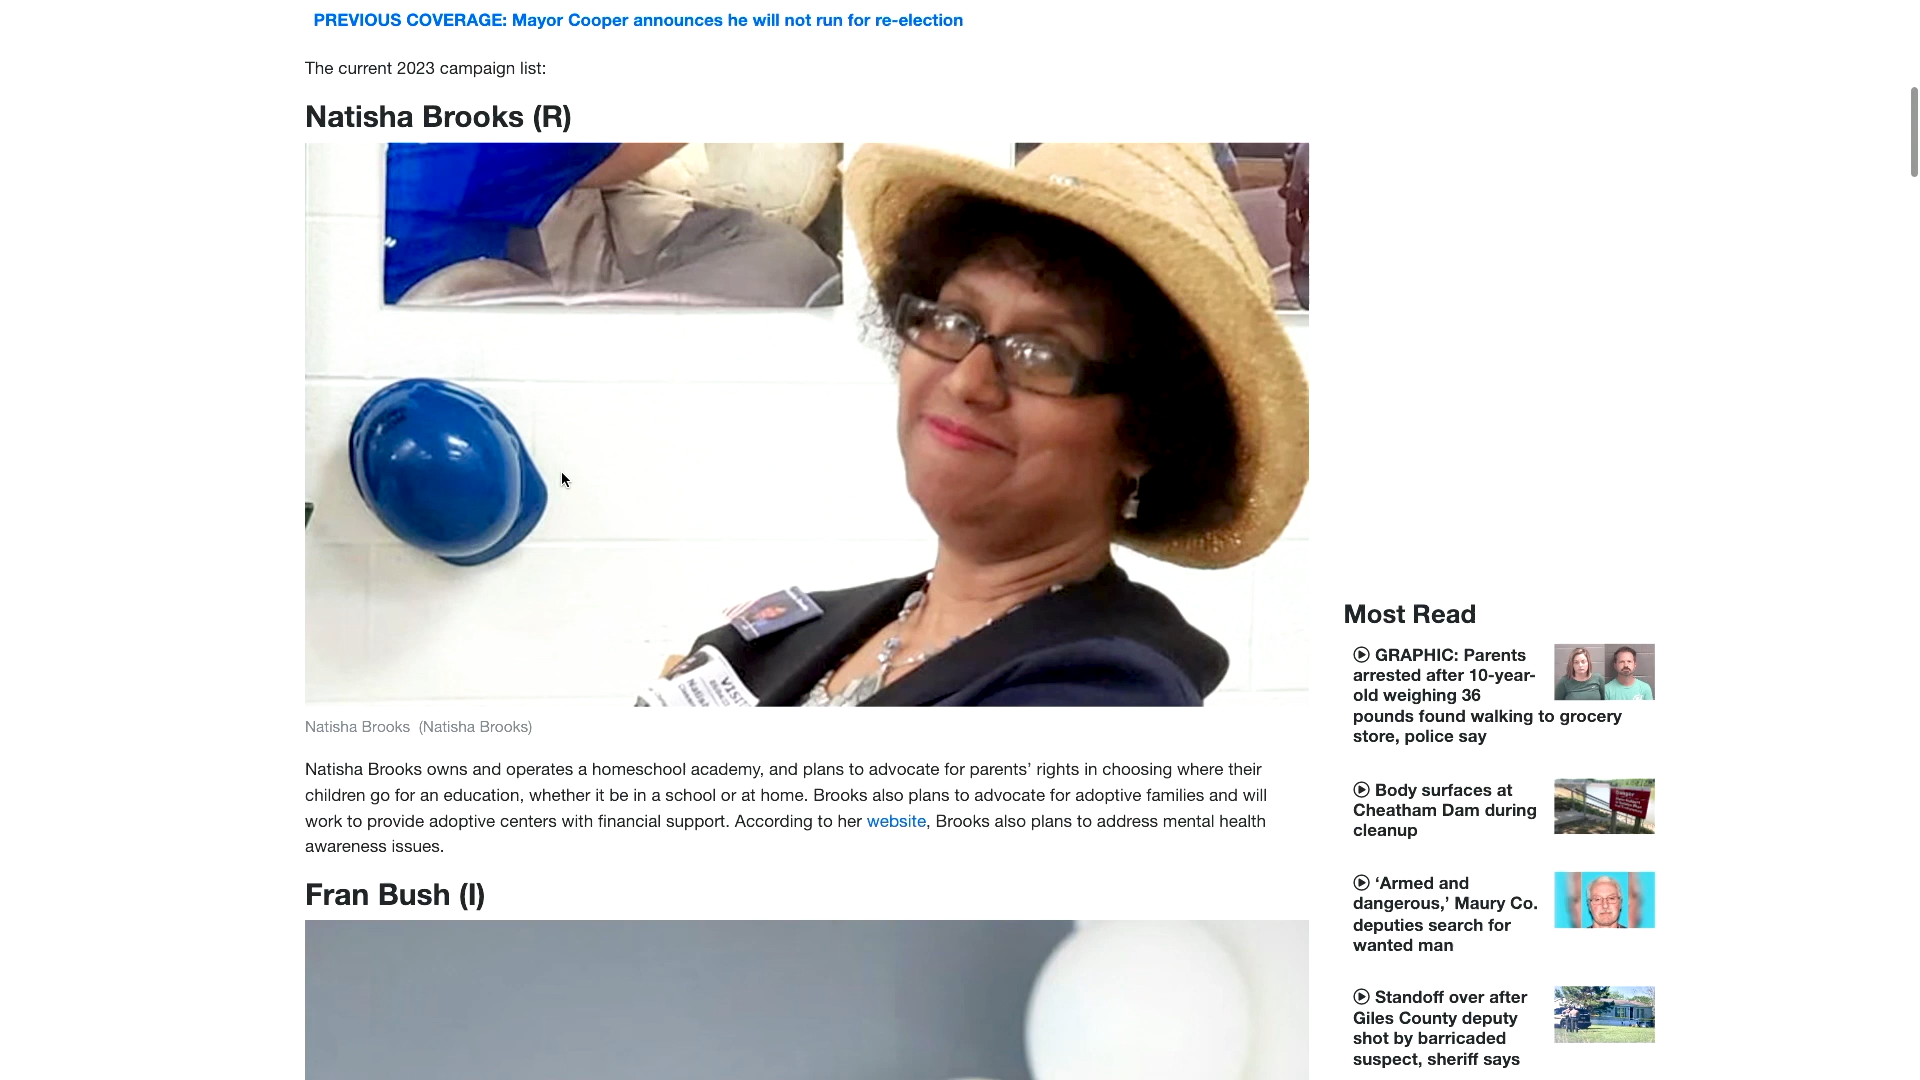 PREVIOUS COVERAGE: Mayor Cooper announces he will not run for re-election
The current 2023 campaign list:
Natisha Brooks (R)
Natisha Brooks (Natisha Brooks)
Natisha Brooks owns and operates a homeschool academy, and plans to advocate for parents’ rights in choosing where their
children go for an education, whether it be in a school or at home. Brooks also plans to advocate for adoptive families and will
work to provide adoptive centers with financial support. According to her website, Brooks also plans to address mental health
awareness issues.
Fran Bush (I)
Most Read
GRAPHIC: Parents
arrested after 10-year-
old weighing 36
pounds found walking to grocery
store, police say
Body surfaces at
Cheatham Dam during
cleanup
‘Armed and
dangerous,’ Maury Co.
deputies search for
wanted man
Standoff over after
Giles County deputy
shot by barricaded
suspect, sheriff says